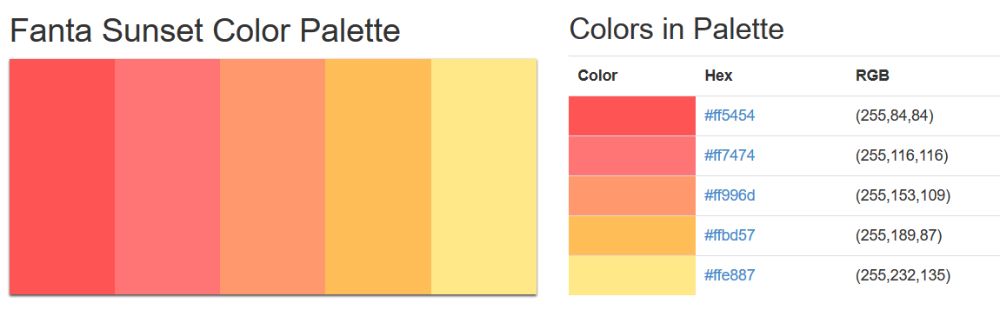 Fanta Sunset Color Palette
Colors in Palette
Color Hex RGB
#ff5454 (255,84,84)
#ff7474 (255,116,116)
#ff996d (255,153,109)
#ffbd57 (255,189,87)
#ffe887 (255,232,135)